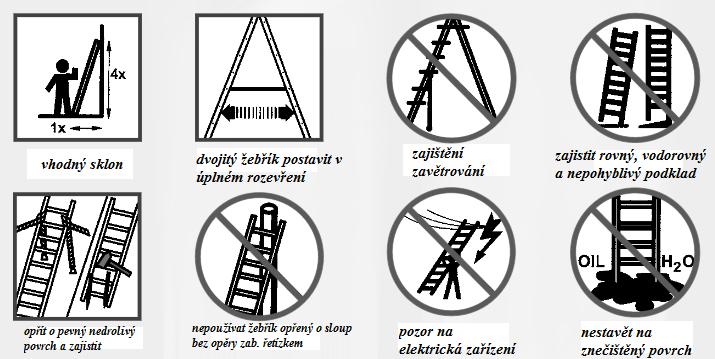 4x
1x
vhodný sklon
dvojitý žebřík postavit v
úplném rozevření
zajištění
zavětrování
zajistit rovný, vodorovný
a nepohyblivý podklad
opřít o pevný nedrolivý
povrch a zajistit
nepoužívat žebřík opřený o sloup
bez opěry zab. řetízkem
pozor na
elektrická zařízení
OIL H₂O
nestavět na
znečištěný povrch